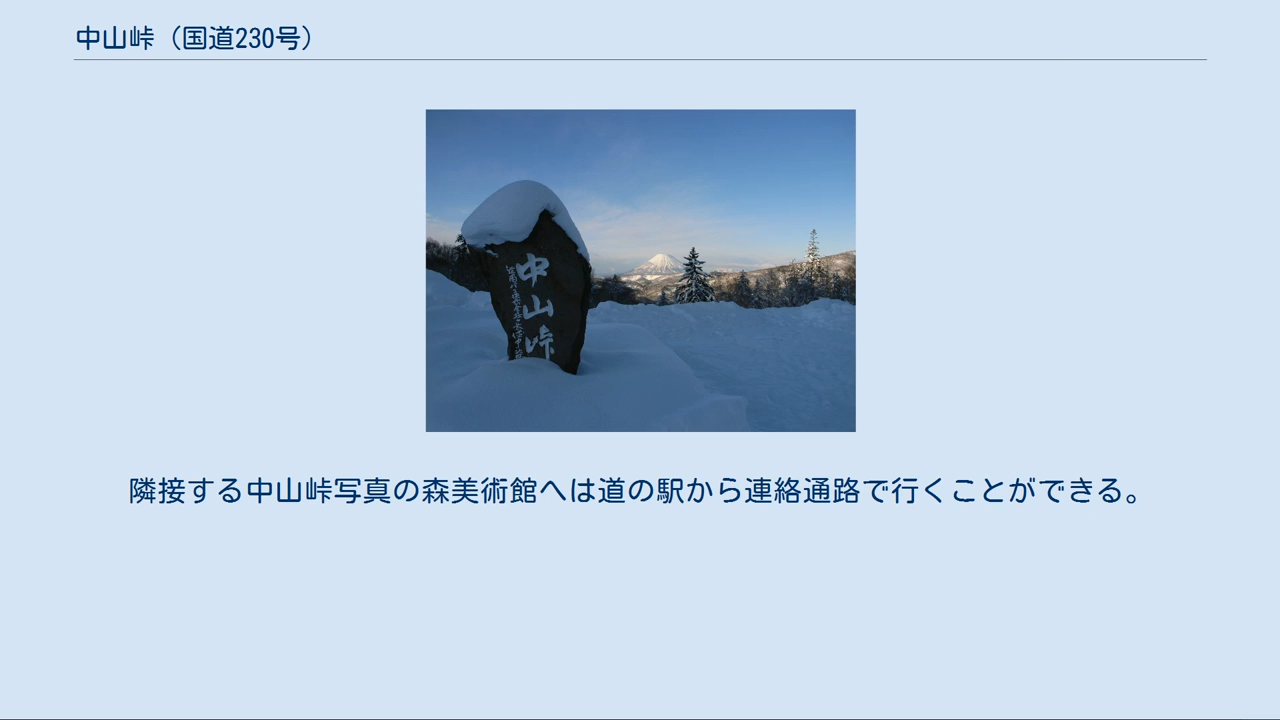 中山峠（国道230号）
中山峠
隣接する中山峠写真の森美術館へは道の駅から連絡通路で行くことができる。